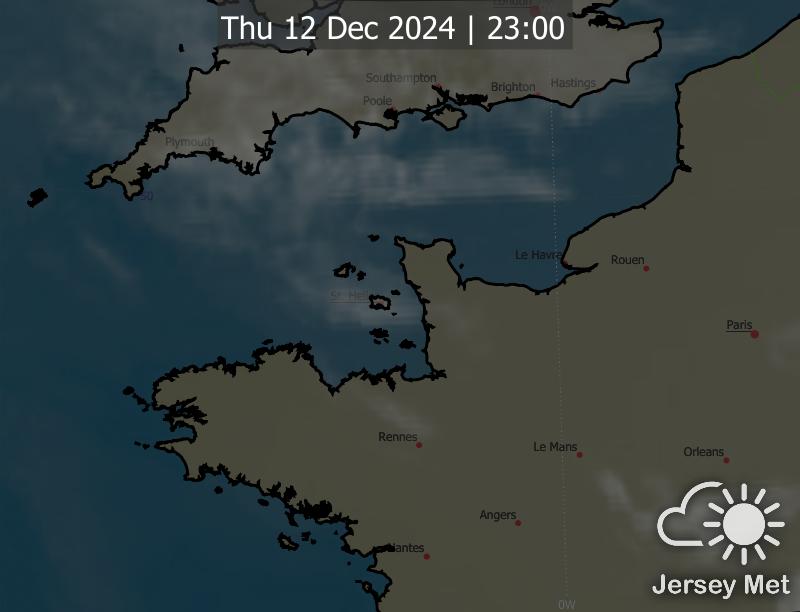 London
Thu 12 Dec 2024 | 23:00
Southampton
Brighton
Hastings
Poole
Plymouth
50
Le Havre
Rouen
St. Helier
Paris
Rennes
Le Mans
Orleans
Angers
Nantes
Jersey Met
0W